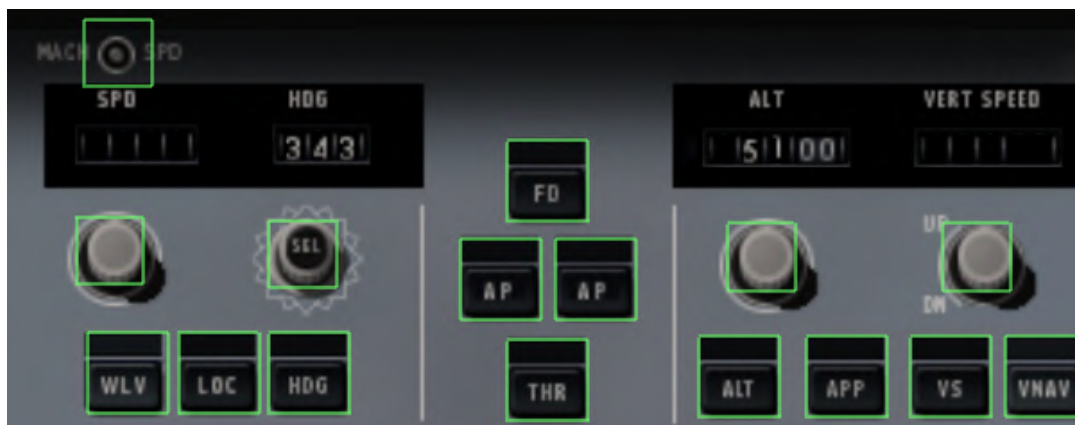 MACH SPD
SPD HDG ALT VERT SPEED
343 5100
FD
SEL UP
AP AP
DN
WLV LOC HDG THR ALT APP VS VNAV